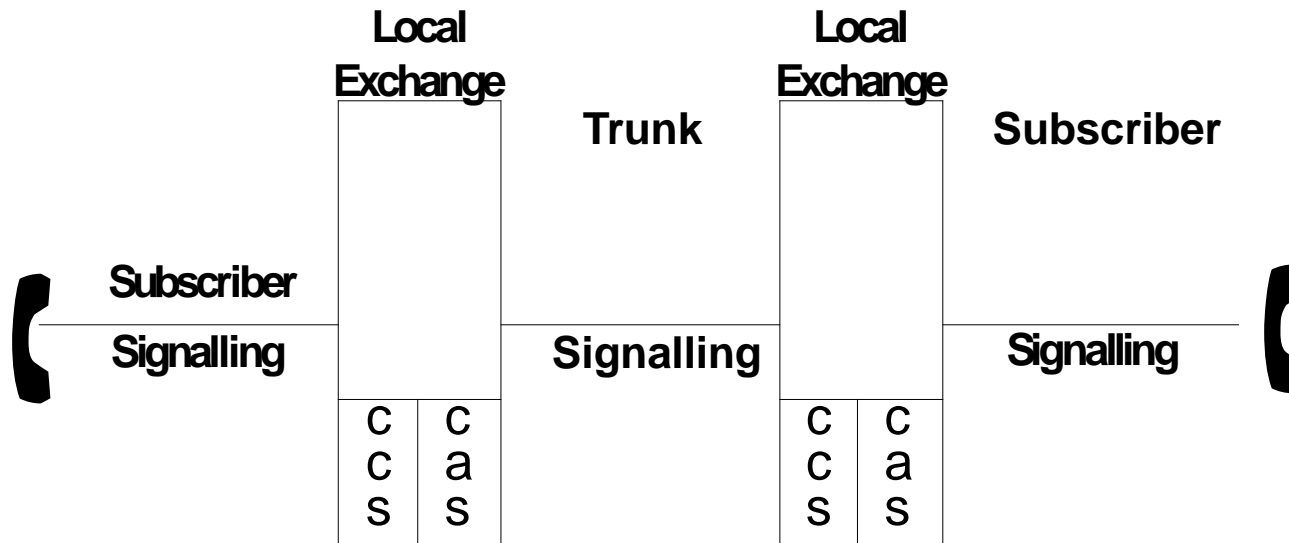 Local
Exchange
Local
Exchange
Trunk
Subscriber
Subscriber
Signalling
Signalling
Signalling
c c
c a
s s
c c
c a
s s